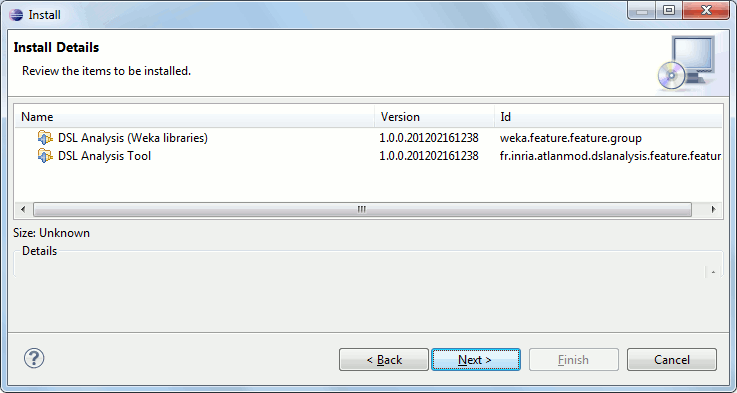 Install
Install Details
Review the items to be installed.
Name Version Id
DSL Analysis (Weka libraries) 1.0.0.201202161238 weka.feature.feature.group
DSL Analysis Tool 1.0.0.201202161238 fr.inria.atlanmod.dslanalysis.feature.featur
Size: Unknown
Details
< Back Next > Finish Cancel